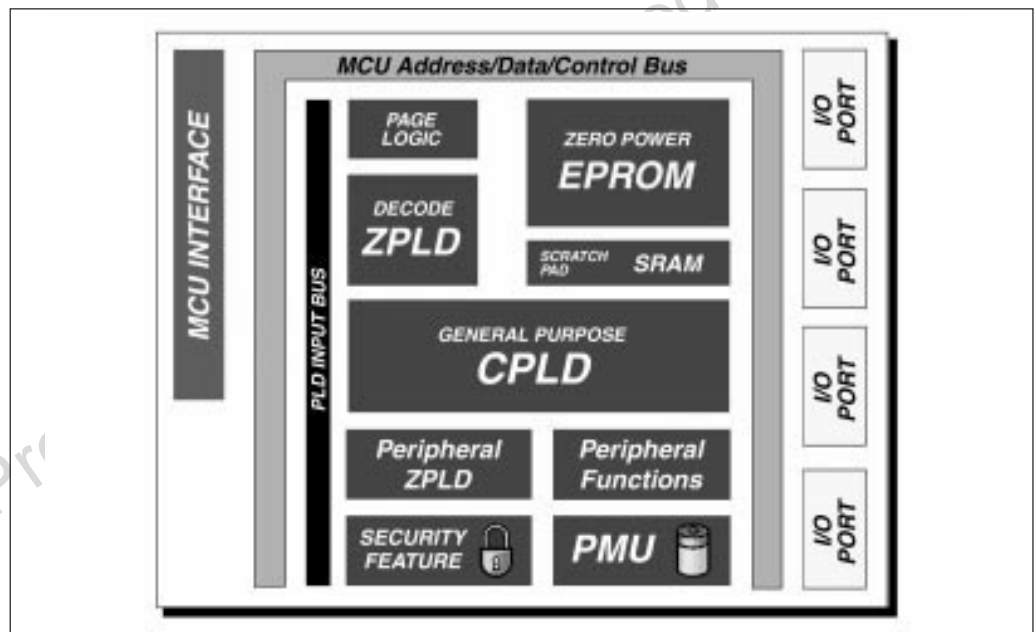 MCU Address/Data/Control Bus
MCU INTERFACE
PLD INPUT BUS
PAGE
LOGIC
ZERO POWER
EPROM
DECODE
ZPLD
SCRATCH
PAD
SRAM
GENERAL PURPOSE
CPLD
Peripheral
ZPLD
Peripheral
Functions
SECURITY
FEATURE
PMU
I/O
PORT
I/O
PORT
I/O
PORT
I/O
PORT